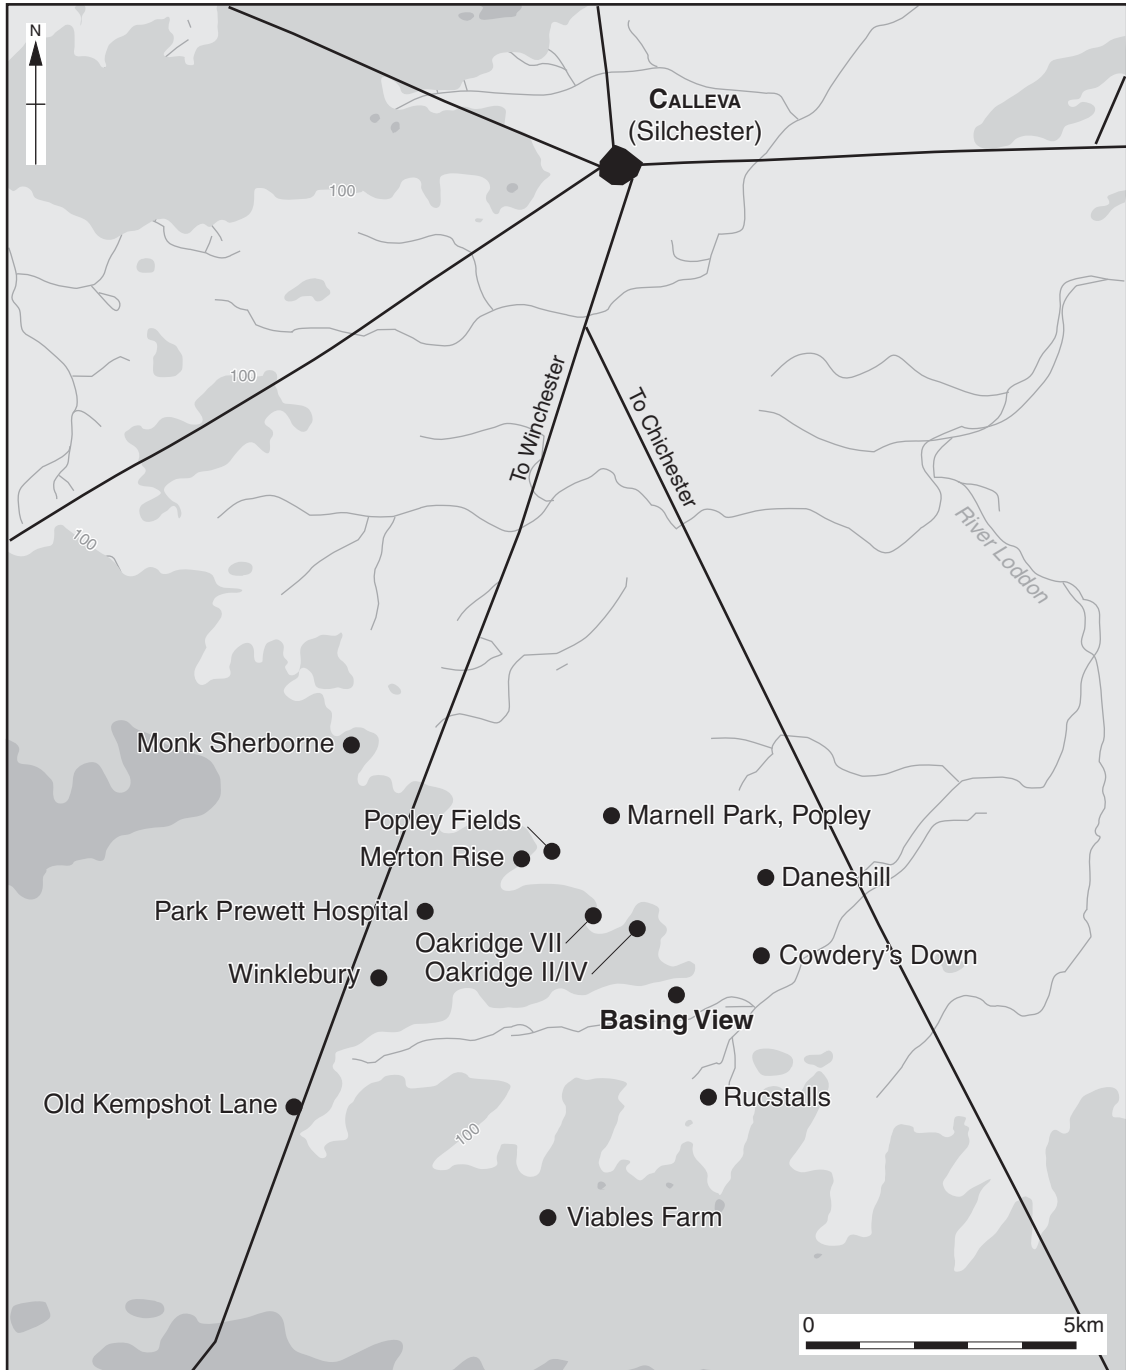 N
CALLEVA
(Silchester)
100
100
To Winchester
To Chichester
100
River Loddon
Monk Sherborne
Popley Fields
Marnell Park, Popley
Merton Rise
Daneshill
Park Prewett Hospital
Oakridge VII
Cowdery's Down
Oakridge II/IV
Winklebury
Basing View
Old Kempshot Lane
Rucstalls
100
Viables Farm
0 5km